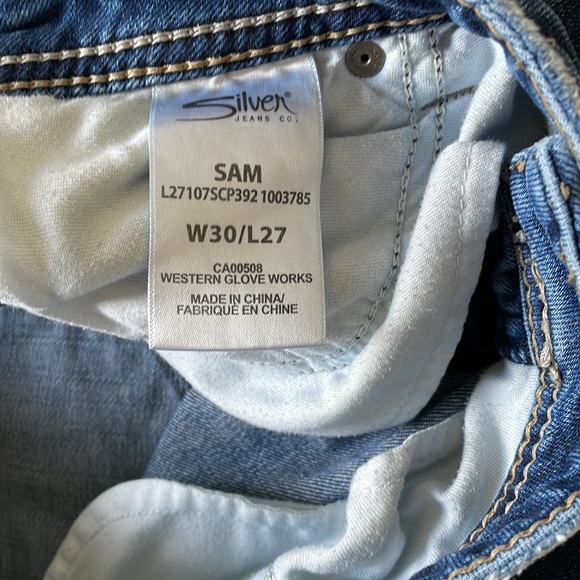 Silver
JEANS CO.
SAM
L27107SCP392 1003785
W30/L27
CA00508
WESTERN GLOVE WORKS
MADE IN CHINA/
FABRIQUÉ EN CHINE